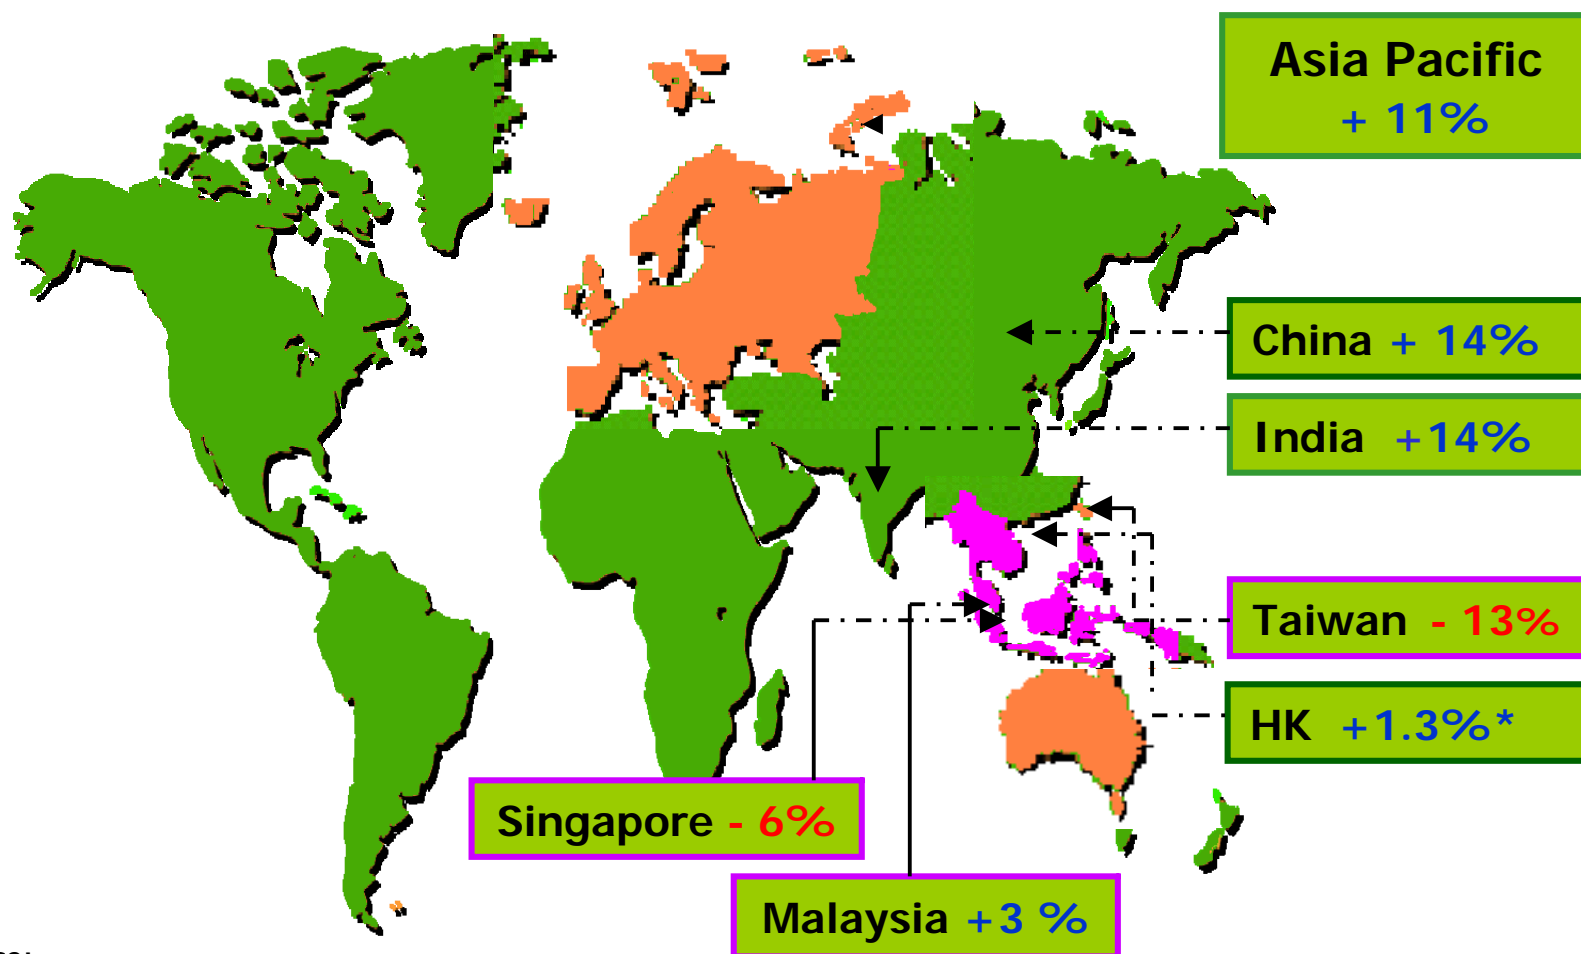 Asia Pacific
+ 11%
China + 14%
India +14%
Taiwan - 13%
HK +1.3%*
Singapore - 6%
Malaysia +3 %